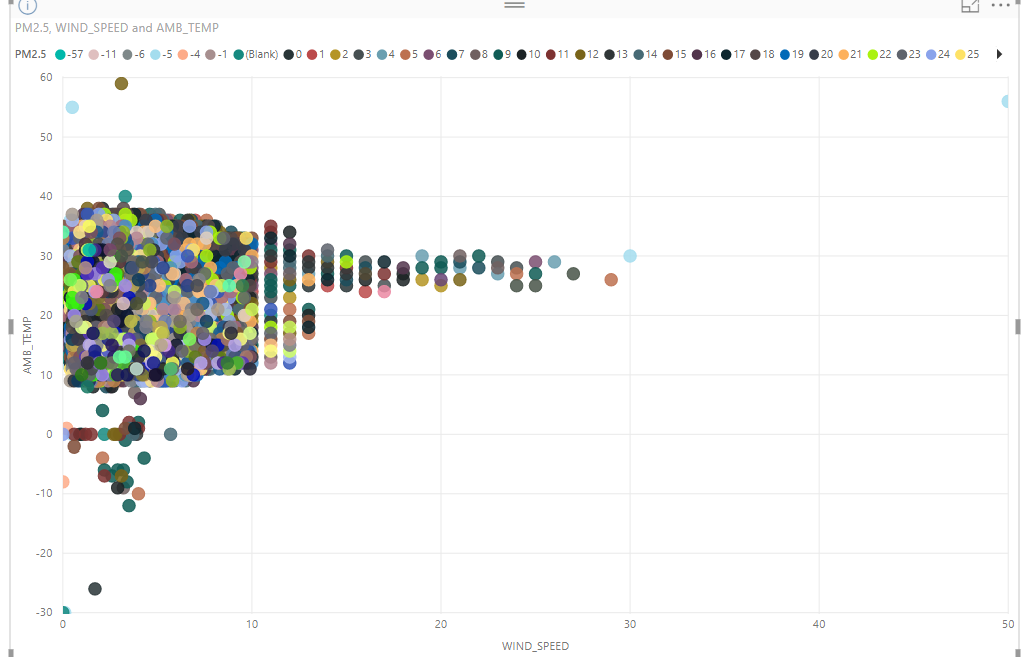 PM2.5, WIND_SPEED and AMB_TEMP
PM2.5 -57 -11 -6 -5 -4 -1 (Blank) 0 1 2 3 4 5 6 7 8 9 10 11 12 13 14 15 16 17 18 19 20 21 22 23 24 25
60
50
40
30
20
10
0
-10
-20
-30
AMB_TEMP
0 10 20 30 40 50
WIND_SPEED